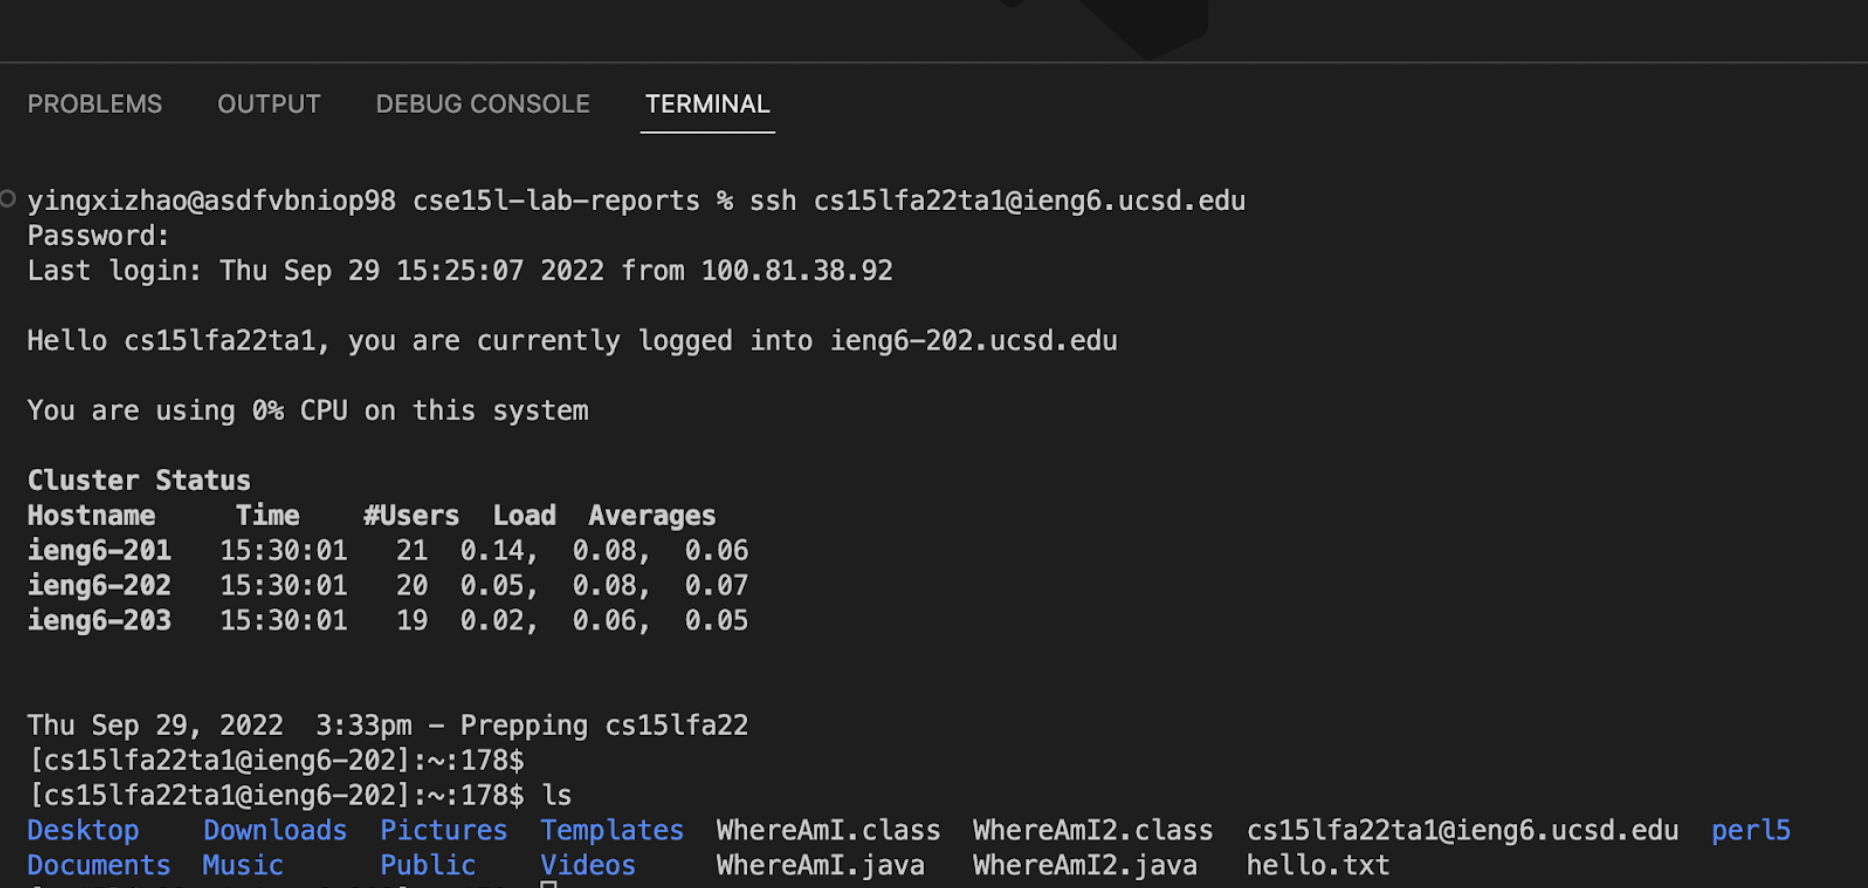 PROBLEMS OUTPUT DEBUG CONSOLE TERMINAL
yingxizhao@asdfvbniop98 cse15l-lab-reports % ssh cs15lfa22ta1@ieng6.ucsd.edu
Password:
Last login: Thu Sep 29 15:25:07 2022 from 100.81.38.92
Hello cs15lfa22ta1, you are currently logged into ieng6-202.ucsd.edu
You are using 0% CPU on this system
Cluster Status
Hostname Time #Users Load Averages
ieng6-201 15:30:01 21 0.14, 0.08, 0.06
ieng6-202 15:30:01 20 0.05, 0.08, 0.07
ieng6-203 15:30:01 19 0.02, 0.06, 0.05
Thu Sep 29, 2022 3:33pm - Prepping cs15lfa22
[cs15lfa22ta1@ieng6-202]:~:178$
[cs15lfa22ta1@ieng6-202]:~:178$ ls
Desktop Downloads Pictures Templates WhereAmI.class WhereAmI2.class cs15lfa22ta1@ieng6.ucsd.edu perl5
Documents Music Public Videos WhereAmI.java WhereAmI2.java hello.txt